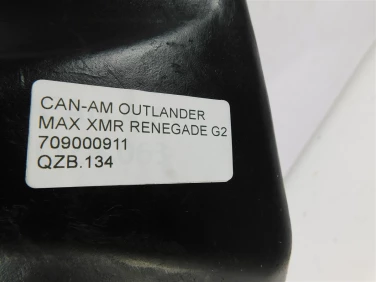 CAN-AM OUTLANDER
MAX XMR RENEGADE G2
709000911
QZB.134